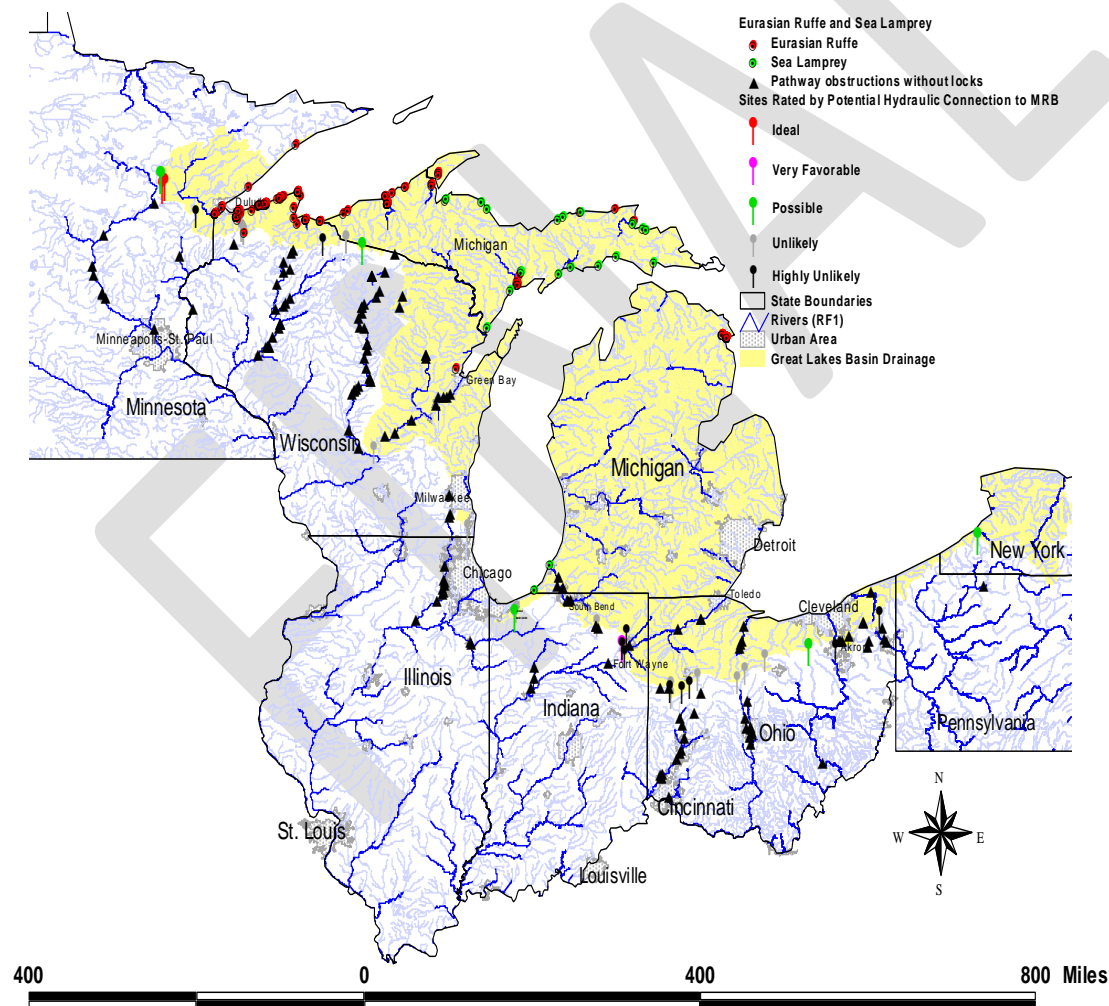 Eurasian Ruffe and Sea Lamprey
Eurasian Ruffe
Sea Lamprey
Pathway obstructions without locks
Sites Rated by Potential Hydraulic Connection to MRB
Ideal
Very Favorable
Possible
Unlikely
Highly Unlikely
State Boundaries
Rivers (RF1)
Urban Area
Great Lakes Basin Drainage
Michigan
Minneapolis-St. Paul
Green Bay
Minnesota
Wisconsin
Michigan
Milwaukee
Detroit
New York
Chicago
Toledo
Cleveland
South Bend
Akron
Fort Wayne
Illinois
Indiana
Ohio
Pennsylvania
Cincinnati
St. Louis
Louisville
N
W
E
S
400
0
400
800 Miles